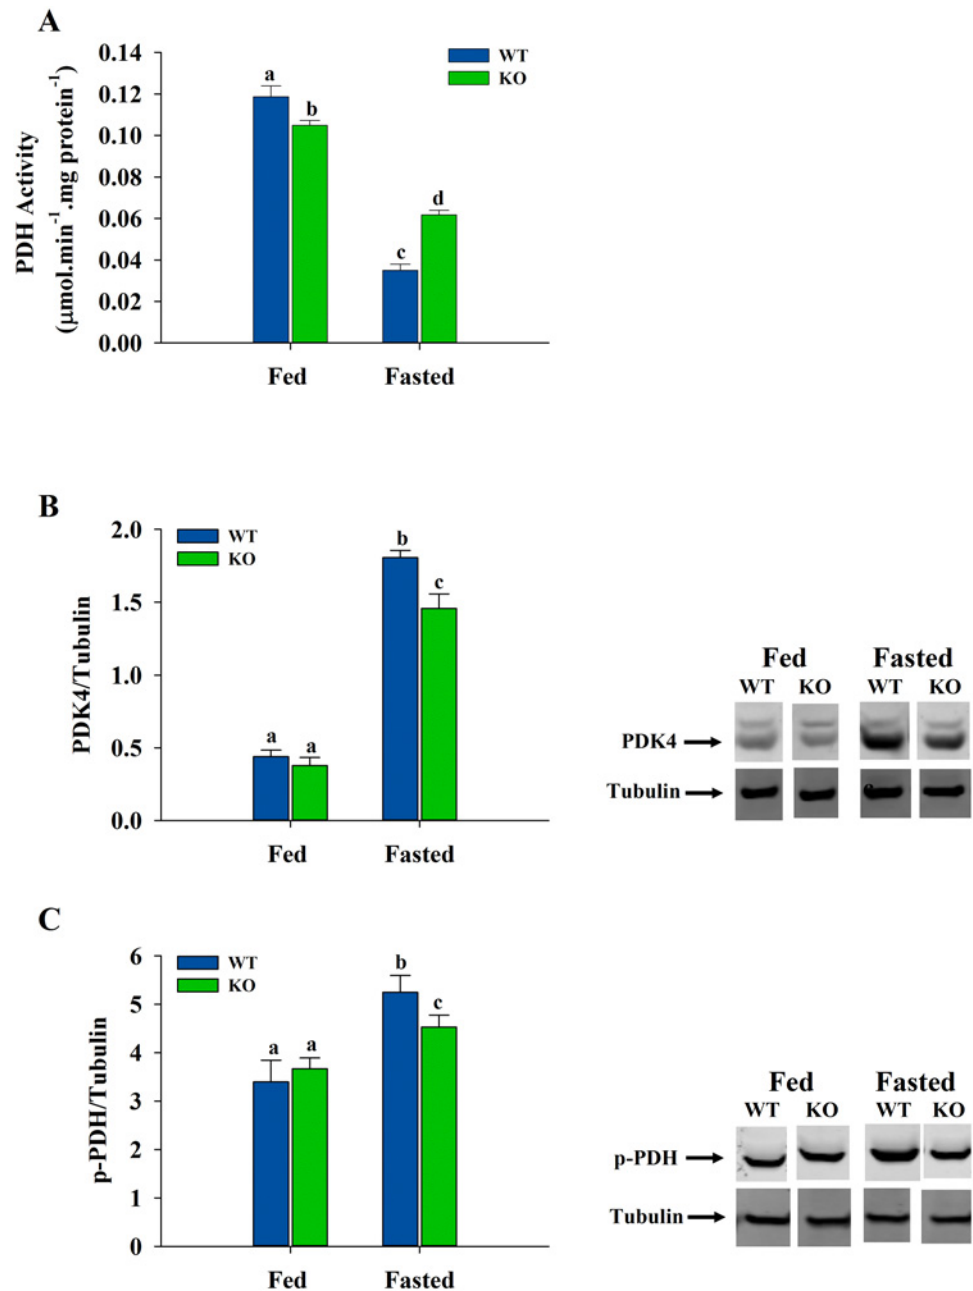 A
0.14
0.12
0.10
0.08
0.06
0.04
0.02
0.00
PDH Activity
(μmol.min⁻¹.mg protein⁻¹)
WT
KO
a
b
c
d
Fed
Fasted
B
2.0
1.5
1.0
0.5
0.0
PDK4/Tubulin
WT
KO
a
a
b
c
Fed
Fasted
Fed
Fasted
WT
KO
WT
KO
PDK4
Tubulin
C
6
5
4
3
2
1
0
p-PDH/Tubulin
WT
KO
a
a
b
c
Fed
Fasted
Fed
Fasted
WT
KO
WT
KO
p-PDH
Tubulin